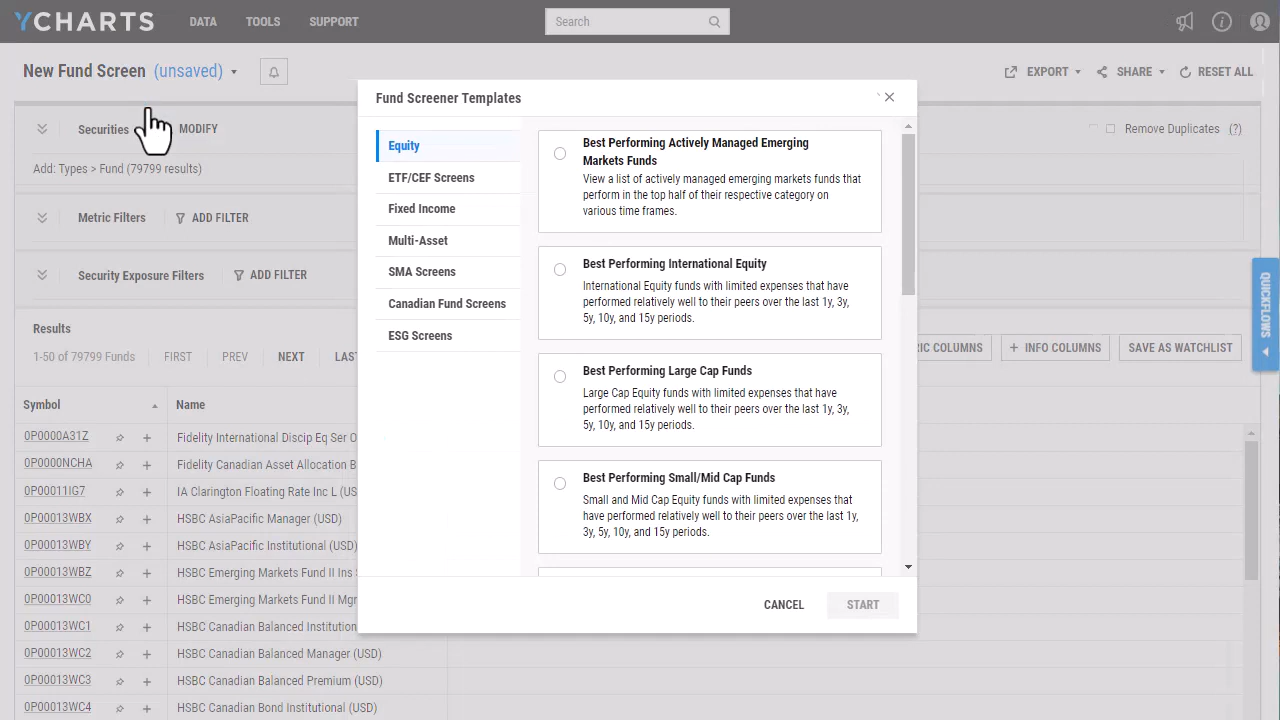 YCHARTS
DATA
TOOLS
SUPPORT
Search
New Fund Screen (unsaved)
EXPORT
SHARE
RESET ALL
Securities
MODIFY
Remove Duplicates (?)
Add: Types > Fund (79799 results)
Metric Filters
ADD FILTER
Security Exposure Filters
ADD FILTER
QUICKFLOWS
Results
1-50 of 79799 Funds
FIRST
PREV
NEXT
+ INFO COLUMNS
SAVE AS WATCHLIST
Symbol
Name
0P0000A31Z
Fidelity International Discip Eq Ser
0P0000NCHA
Fidelity Canadian Asset Allocation
0P00011IG7
IA Clarington Floating Rate Inc L
0P00013WBX
HSBC AsiaPacific Manager (USD)
0P00013WBY
HSBC AsiaPacific Institutional (USD)
0P00013WBZ
HSBC Emerging Markets Fund II Ins
0P00013WC0
HSBC Emerging Markets Fund II Mgr
0P00013WC1
HSBC Canadian Balanced
0P00013WC2
HSBC Canadian Balanced Manager (USD)
0P00013WC3
HSBC Canadian Balanced Premium (USD)
0P00013WC4
HSBC Canadian Bond Institutional (USD)
Fund Screener Templates
Equity
ETF/CEF Screens
Fixed Income
Multi-Asset
SMA Screens
Canadian Fund Screens
ESG Screens
Best Performing Actively Managed Emerging
Markets Funds
View a list of actively managed emerging markets funds that
perform in the top half of their respective category on
various time frames.
Best Performing International Equity
International Equity funds with limited expenses that have
performed relatively well to their peers over the last 1y, 3y,
5y, 10y, and 15y periods.
Best Performing Large Cap Funds
Large Cap Equity funds with limited expenses that have
performed relatively well to their peers over the last 1y, 3y,
5y, 10y, and 15y periods.
Best Performing Small/Mid Cap Funds
Small and Mid Cap Equity funds with limited expenses that
have performed relatively well to their peers over the last 1y,
3y, 5y, 10y, and 15y periods.
CANCEL
START